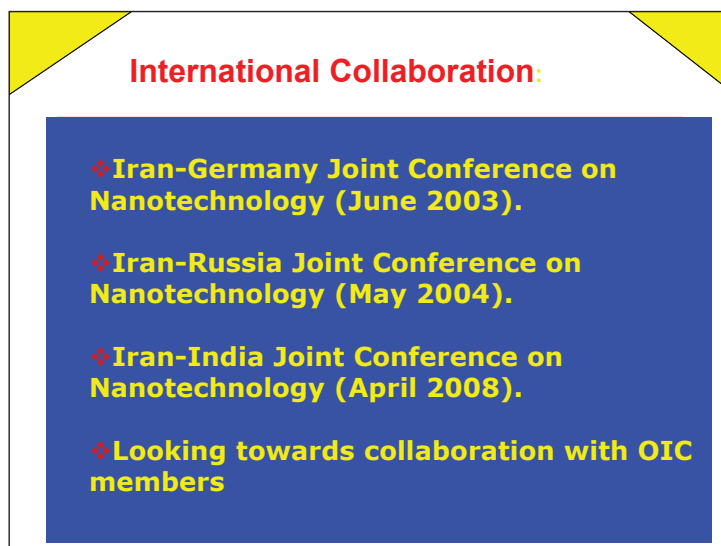 International Collaboration:
❖Iran-Germany Joint Conference on
Nanotechnology (June 2003).
❖Iran-Russia Joint Conference on
Nanotechnology (May 2004).
❖Iran-India Joint Conference on
Nanotechnology (April 2008).
❖Looking towards collaboration with OIC
members